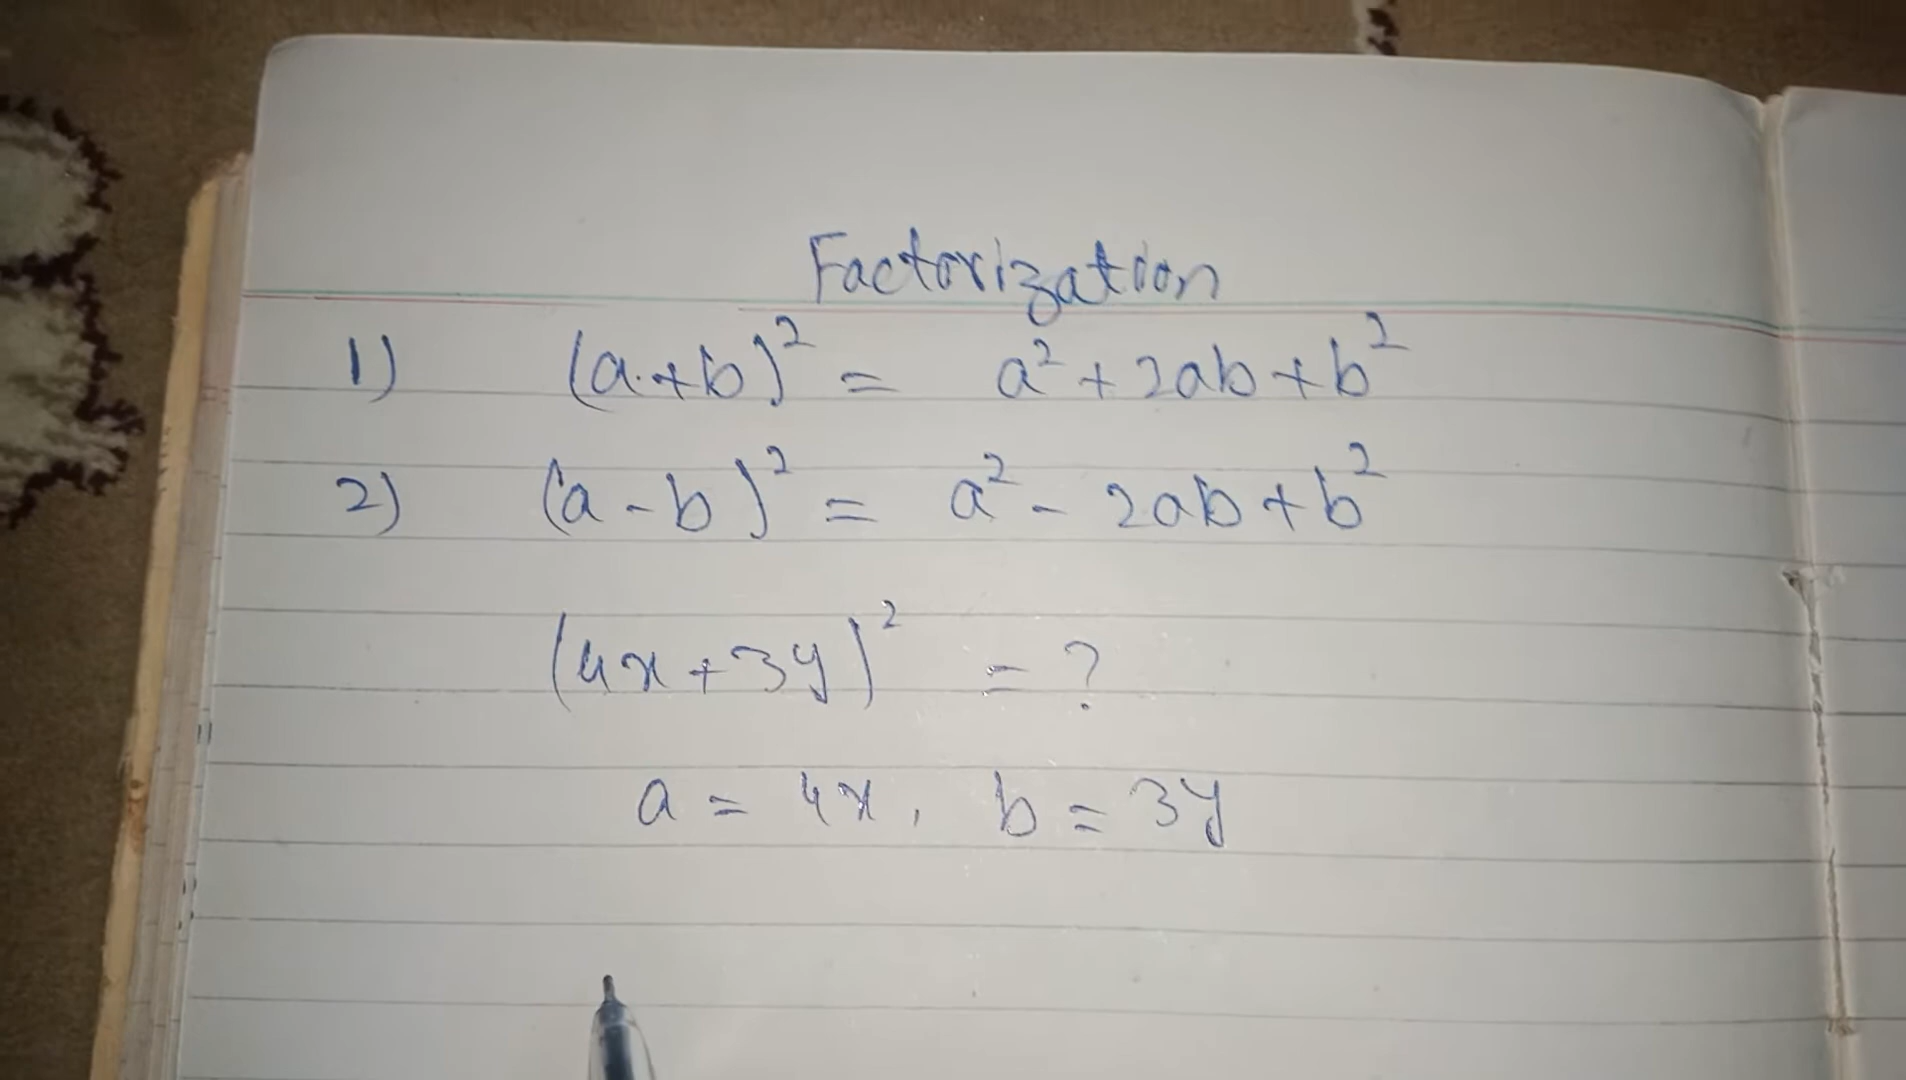 Factorization
1) (a+b)² = a² + 2ab + b²
2) (a - b)² = a² - 2ab + b²
(4x + 3y)² = ?
a = 4x, b = 3y